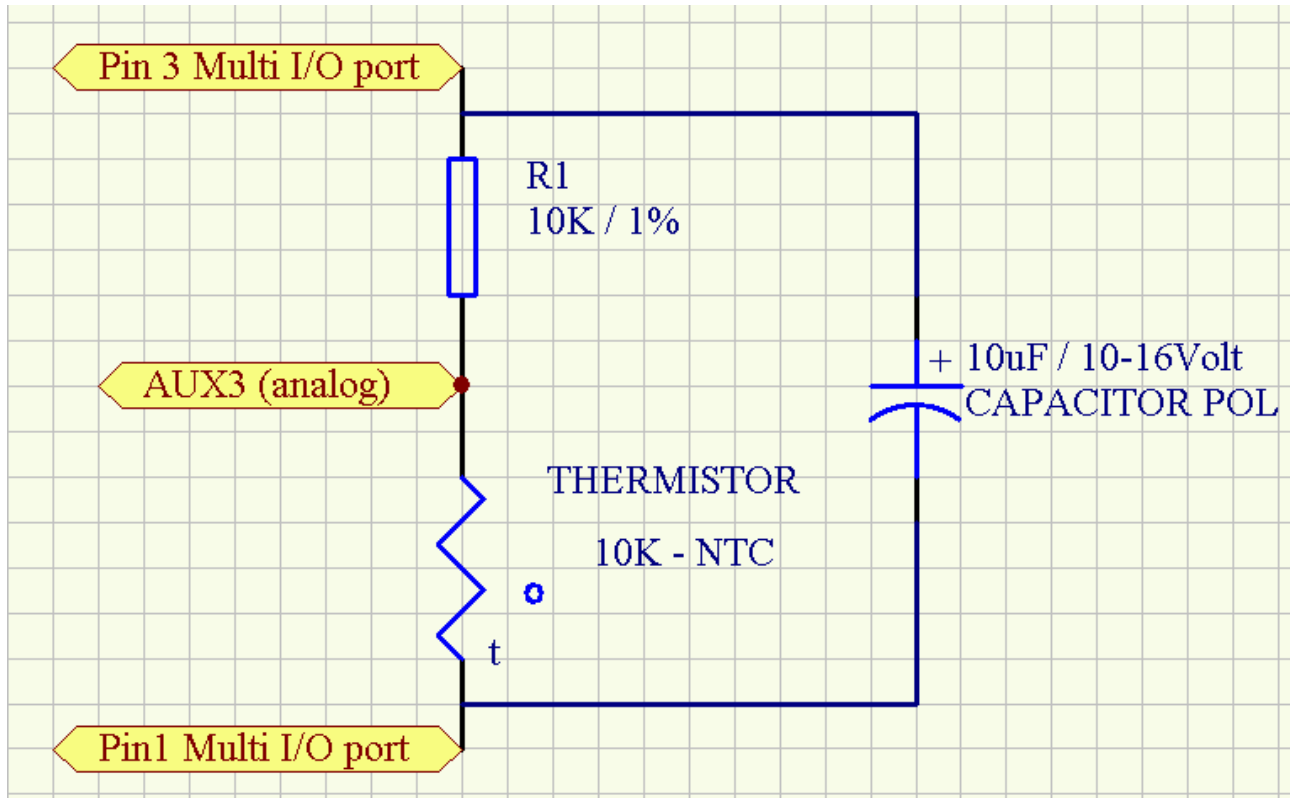 Pin 3 Multi I/O port
R1
10K / 1%
+ 10uF / 10-16Volt
AUX3 (analog)
CAPACITOR POL
THERMISTOR
10K - NTC
o
t
Pin1 Multi I/O port